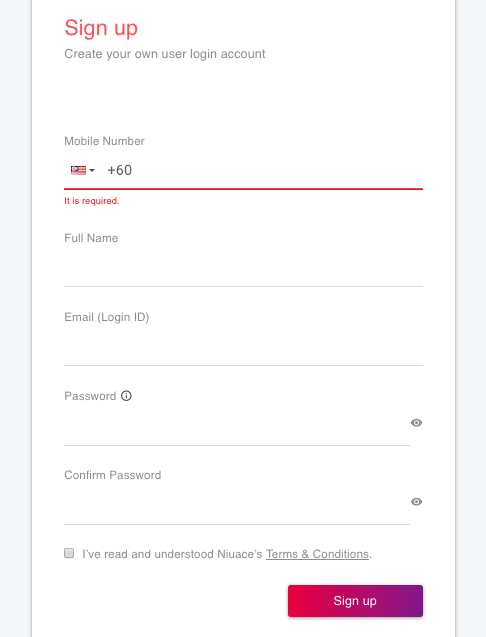 Sign up
Create your own user login account
Mobile Number
+60
It is required.
Full Name
Email (Login ID)
Password
Confirm Password
I've read and understood Niuace's Terms & Conditions.
Sign up